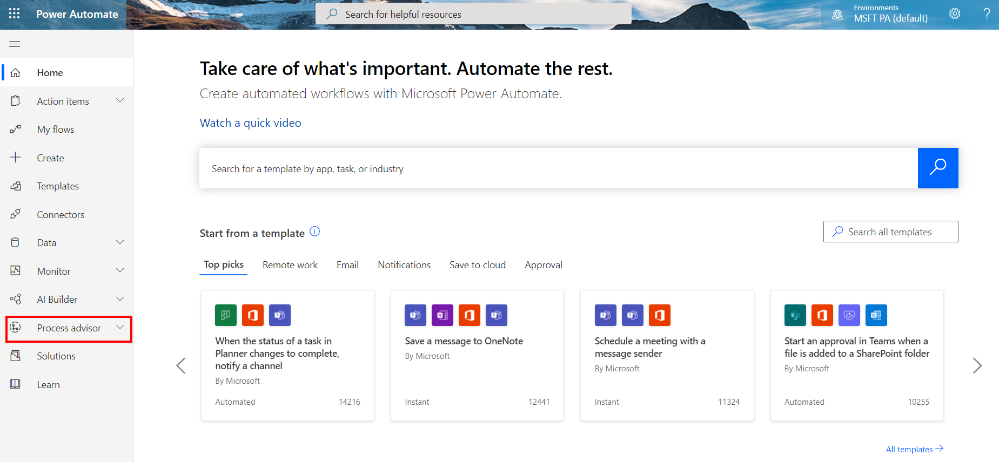 Power Automate
Search for helpful resources
Environments
MSFT PA (default)
?
Home
Action items
My flows
Create
Templates
Connectors
Data
Monitor
AI Builder
Process advisor
Solutions
Learn
Take care of what's important. Automate the rest.
Create automated workflows with Microsoft Power Automate.
Watch a quick video
Search for a template by app, task, or industry
Start from a template
Search all templates
Top picks Remote work Email Notifications Save to cloud Approval
When the status of a task in
Planner changes to complete,
notify a channel
By Microsoft
Automated 14216
Save a message to OneNote
By Microsoft
Instant 12441
Schedule a meeting with a
message sender
By Microsoft
Instant 11324
Start an approval in Teams when a
file is added to a SharePoint folder
By Microsoft
Automated 10255
All templates